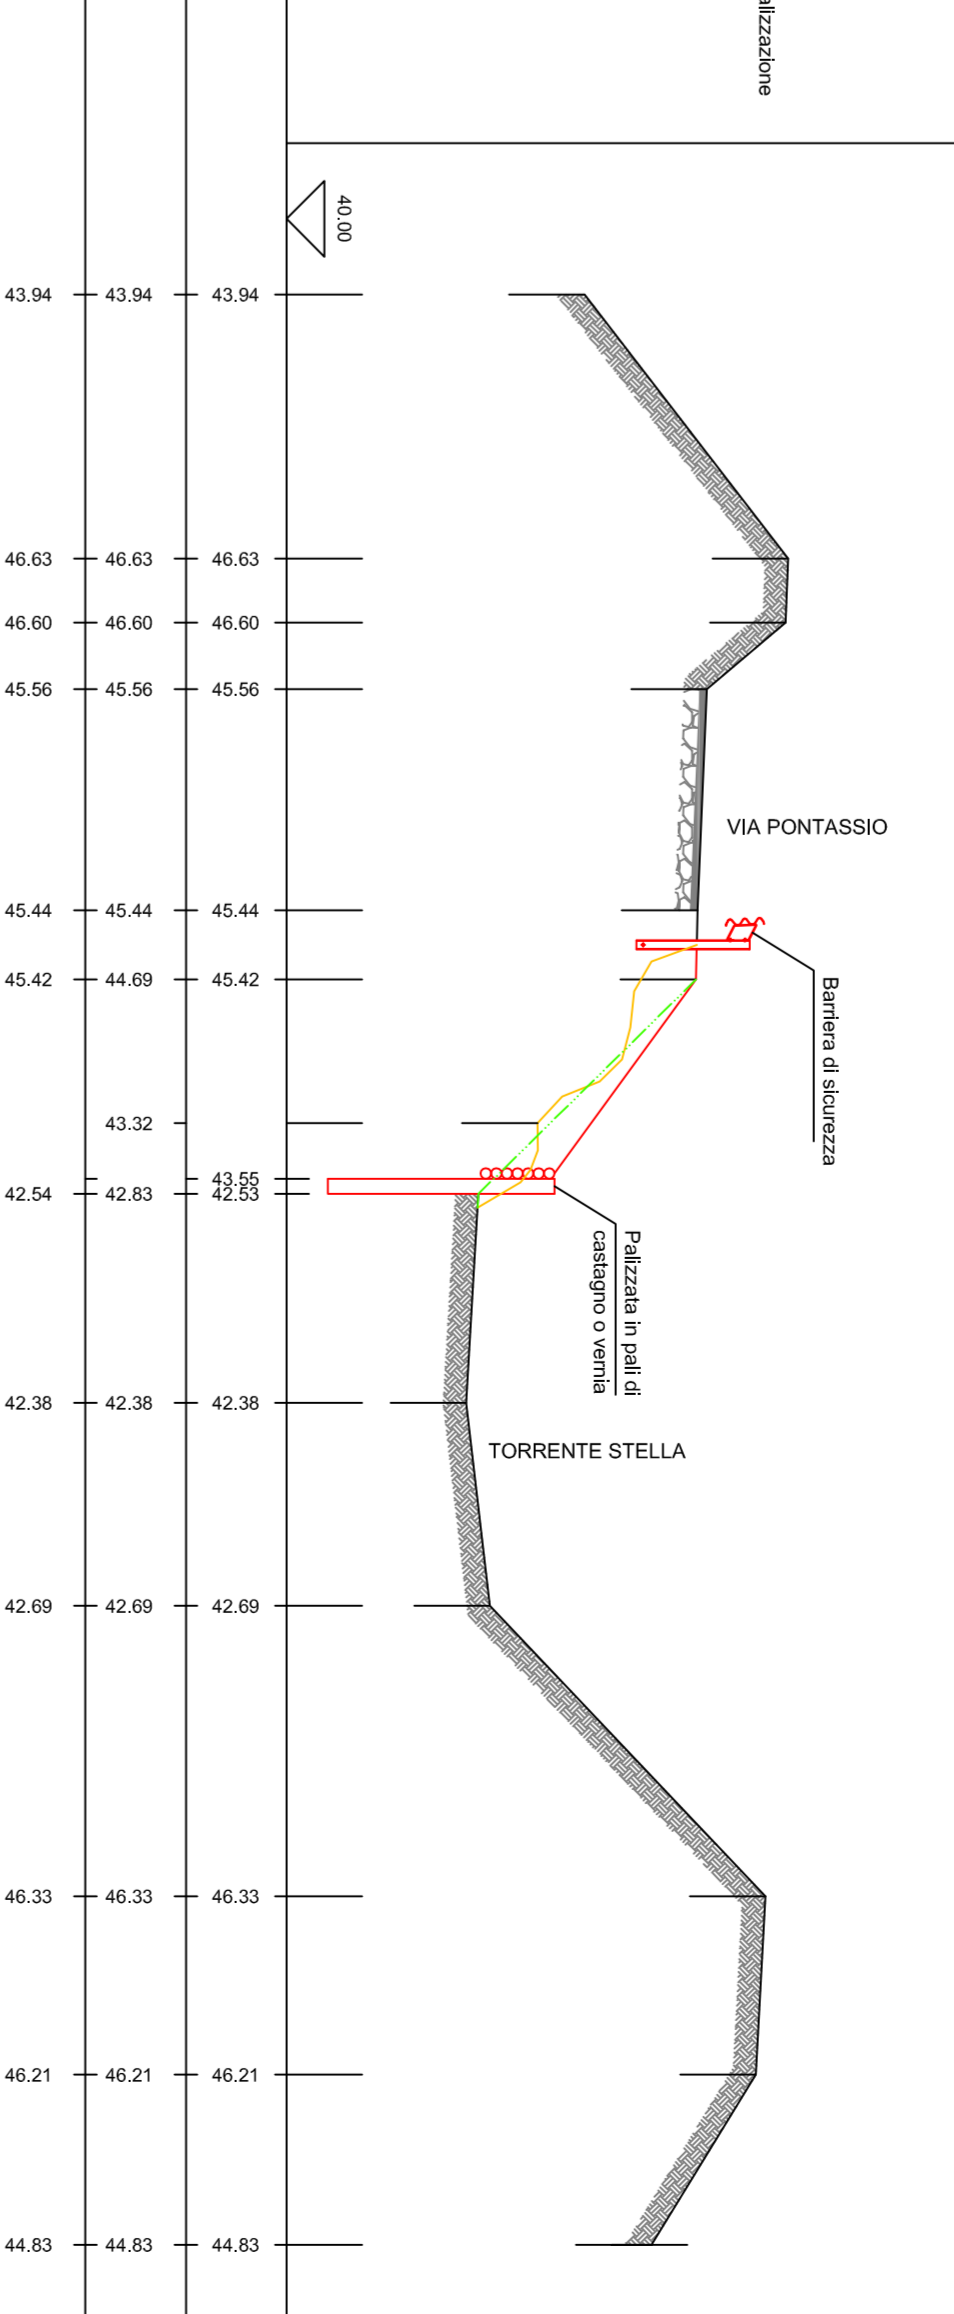 alizzazione
40.00
43.94 43.94 43.94
46.63 46.63 46.63
46.60 46.60 46.60
45.56 45.56 45.56
VIA PONTASSIO
45.44 45.44 45.44
Barriera di sicurezza
45.42 44.69 45.42
43.32
43.55
42.54 42.83 42.53
Palizzata in pali di
castagno o vernia
42.38 42.38 42.38
TORRENTE STELLA
42.69 42.69 42.69
46.33 46.33 46.33
46.21 46.21 46.21
44.83 44.83 44.83